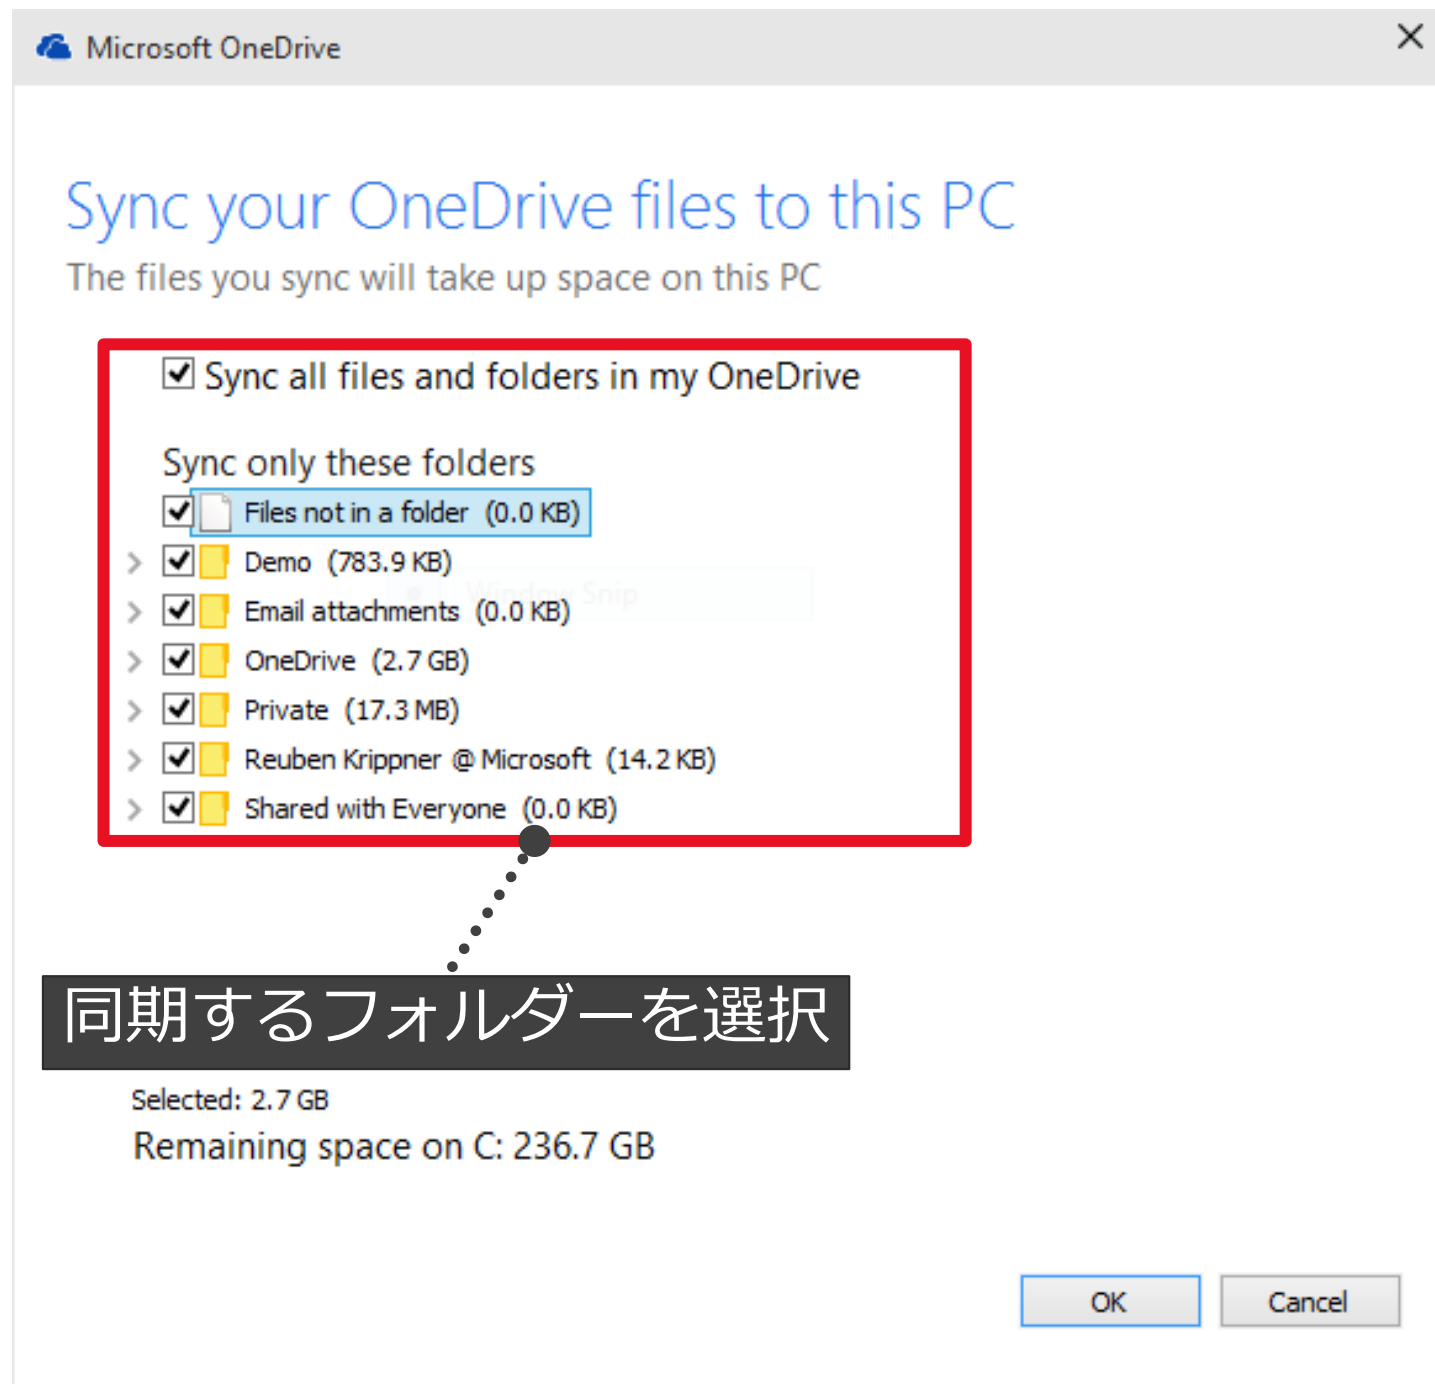 Microsoft OneDrive
Sync your OneDrive files to this PC
The files you sync will take up space on this PC
Sync all files and folders in my OneDrive
Sync only these folders
Files not in a folder (0.0 KB)
Demo (783.9 KB)
Window Snip
Email attachments (0.0 KB)
OneDrive (2.7 GB)
Private (17.3 MB)
Reuben Krippner @ Microsoft (14.2 KB)
Shared with Everyone (0.0 KB)
同期するフォルダーを選択
Selected: 2.7 GB
Remaining space on C: 236.7 GB
OK
Cancel